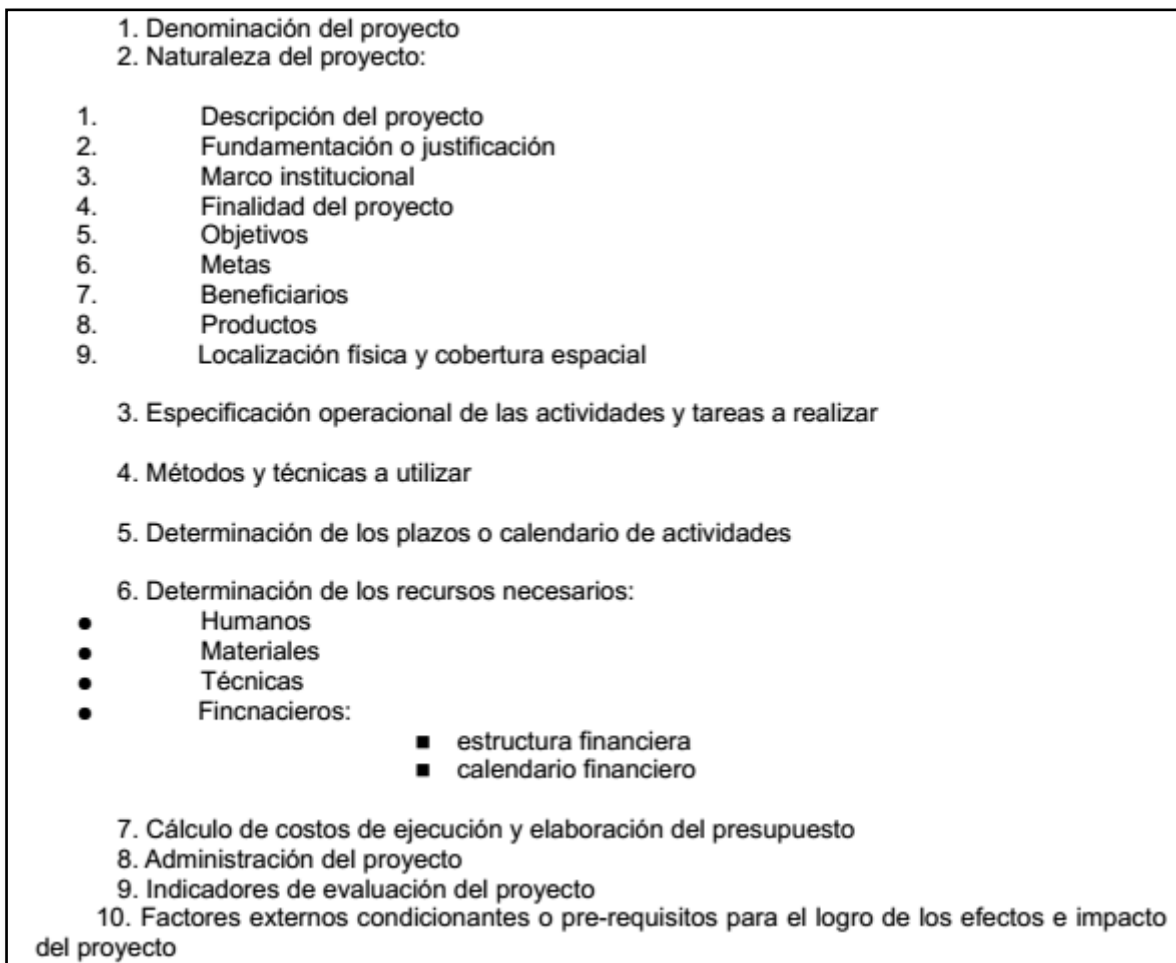 1. Denominación del proyecto
2. Naturaleza del proyecto:
1. Descripción del proyecto
2. Fundamentación o justificación
3. Marco institucional
4. Finalidad del proyecto
5. Objetivos
6. Metas
7. Beneficiarios
8. Productos
9. Localización física y cobertura espacial
3. Especificación operacional de las actividades y tareas a realizar
4. Métodos y técnicas a utilizar
5. Determinación de los plazos o calendario de actividades
6. Determinación de los recursos necesarios:
● Humanos
● Materiales
● Técnicas
● Fincnacieros:
■ estructura financiera
■ calendario financiero
7. Cálculo de costos de ejecución y elaboración del presupuesto
8. Administración del proyecto
9. Indicadores de evaluación del proyecto
10. Factores externos condicionantes o pre-requisitos para el logro de los efectos e impacto
del proyecto